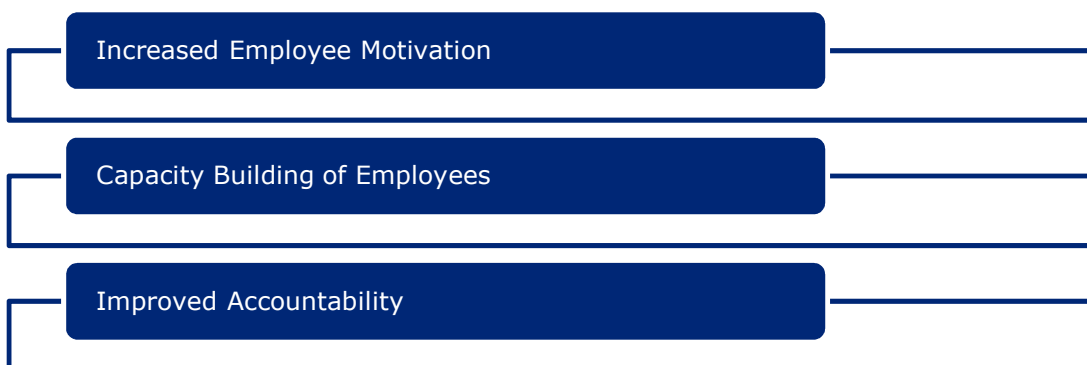 Increased Employee Motivation
Capacity Building of Employees
Improved Accountability